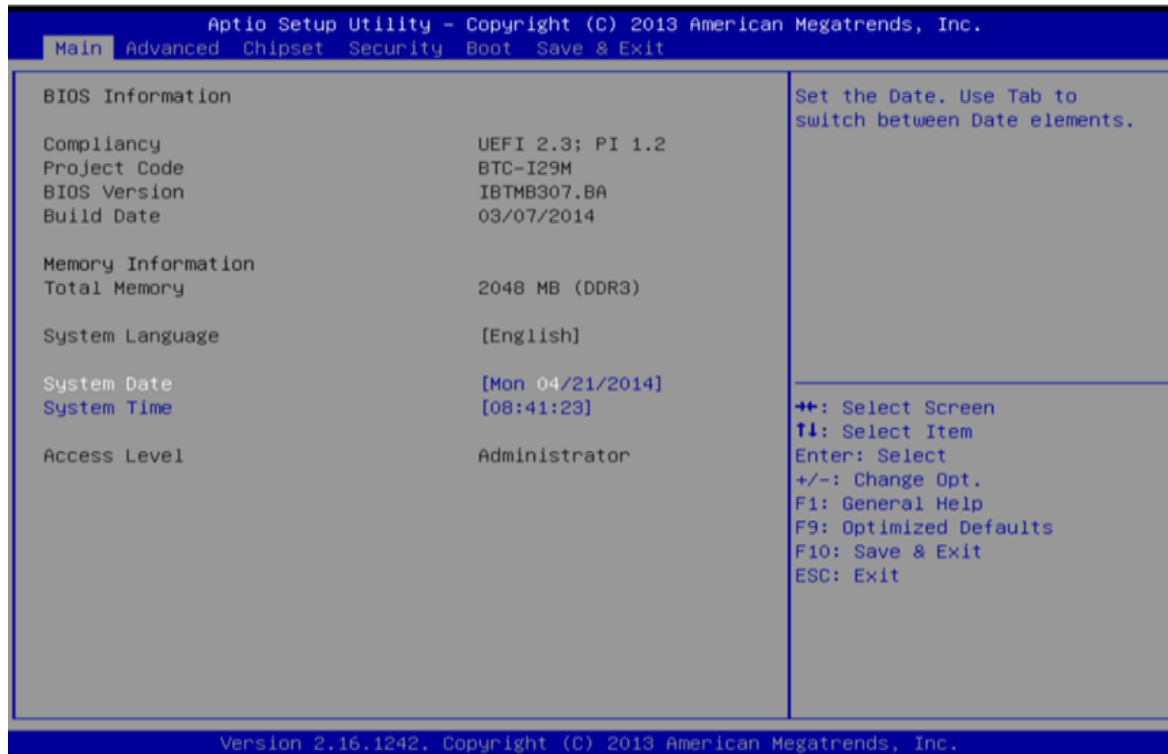 Aptio Setup Utility – Copyright (C) 2013 American Megatrends, Inc.
Main Advanced Chipset Security Boot Save & Exit
BIOS Information
Compliancy UEFI 2.3; PI 1.2
Project Code BTC-I29M
BIOS Version IBTMB307.BA
Build Date 03/07/2014
Memory Information
Total Memory 2048 MB (DDR3)
System Language [English]
System Date [Mon 04/21/2014]
System Time [08:41:23]
Access Level Administrator
Set the Date. Use Tab to
switch between Date elements.
→←: Select Screen
↑↓: Select Item
Enter: Select
+/-: Change Opt.
F1: General Help
F9: Optimized Defaults
F10: Save & Exit
ESC: Exit
Version 2.16.1242. Copyright (C) 2013 American Megatrends, Inc.